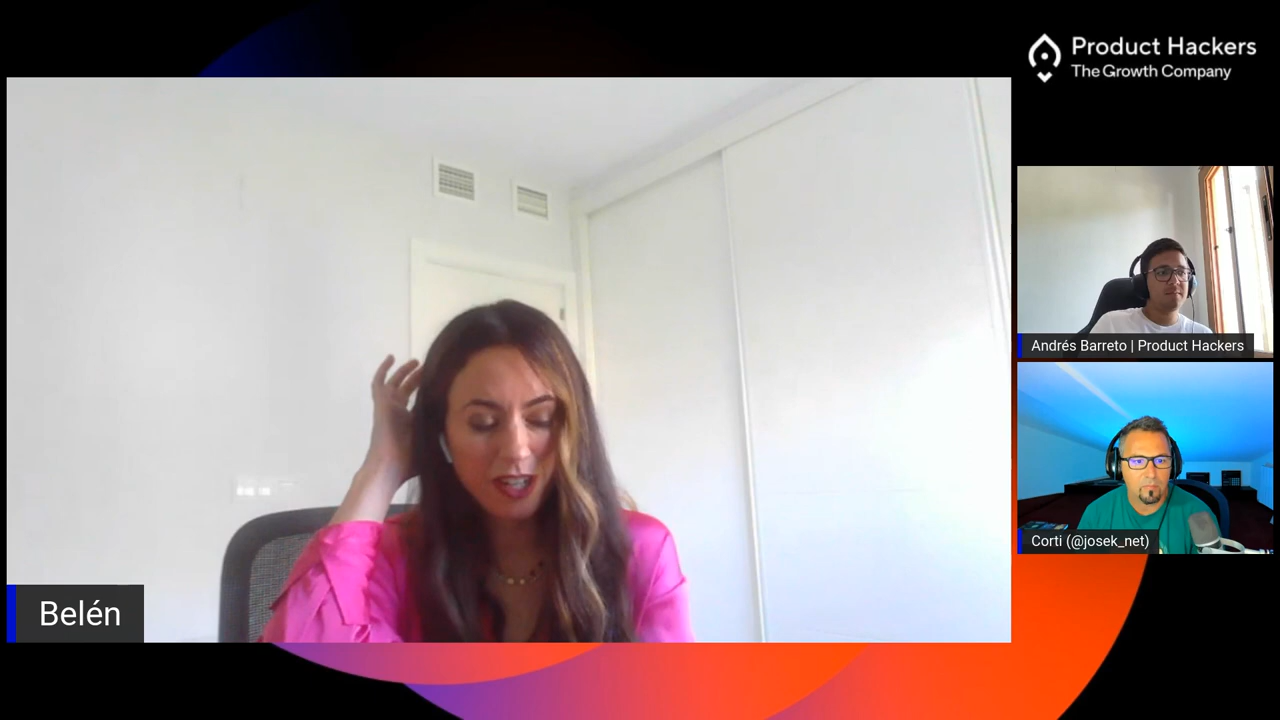 Product Hackers
The Growth Company
Andrés Barreto | Product Hackers
Corti (@josek_net)
Belén